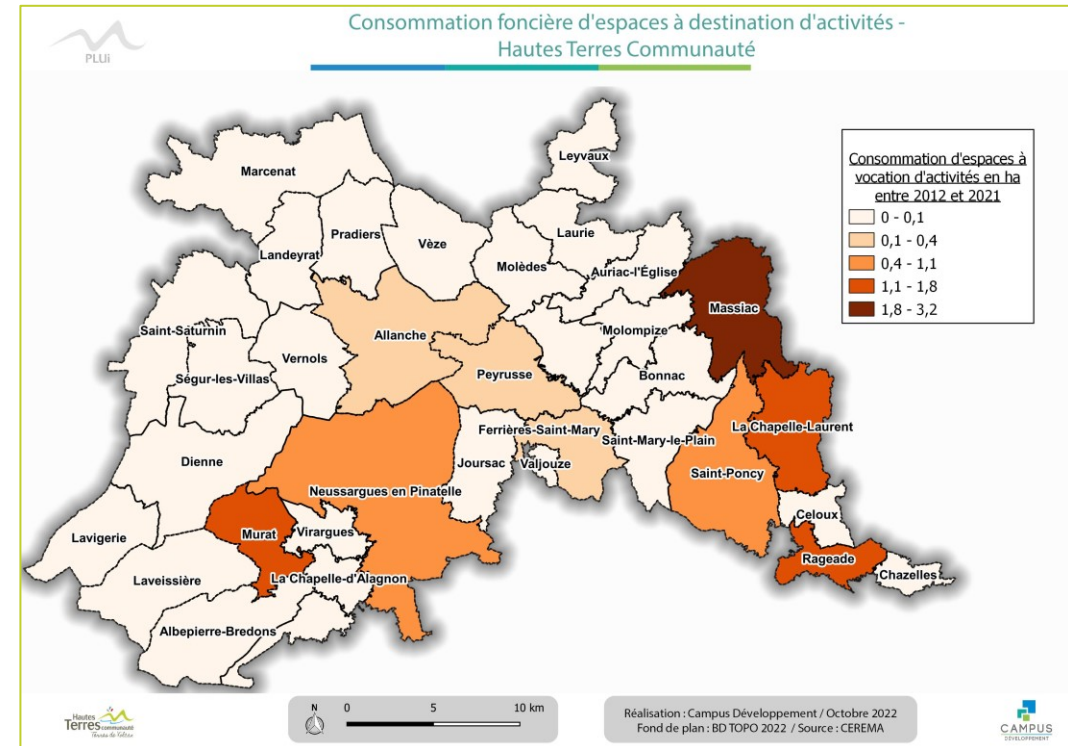 Consommation foncière d'espaces à destination d'activités -
Hautes Terres Communauté
PLUi
Consommation d'espaces à
vocation d'activités en ha
entre 2012 et 2021
0 - 0,1
0,1 - 0,4
0,4 - 1,1
1,1 - 1,8
1,8 - 3,2
Leyvaux
Marcenat
Laurie
Pradiers
Vèze
Landeyrat
Molèdes
Auriac-l'Église
Massiac
Saint-Saturnin
Allanche
Molompize
Vernols
Ségur-les-Villas
Peyrusse
Bonnac
La Chapelle-Laurent
Ferrières-Saint-Mary
Saint-Mary-le-Plain
Dienne
Joursac
Valjouze
Saint-Poncy
Neussargues en Pinatelle
Celoux
Lavigerie
Murat
Virargues
Rageade
Chazelles
Laveissière
La Chapelle-d'Alagnon
Albepierre-Bredons
Hautes
Terres communauté
N
0 5 10 km
Réalisation : Campus Développement / Octobre 2022
Fond de plan : BD TOPO 2022 / Source : CEREMA
CAMPUS
DÉVELOPPEMENT